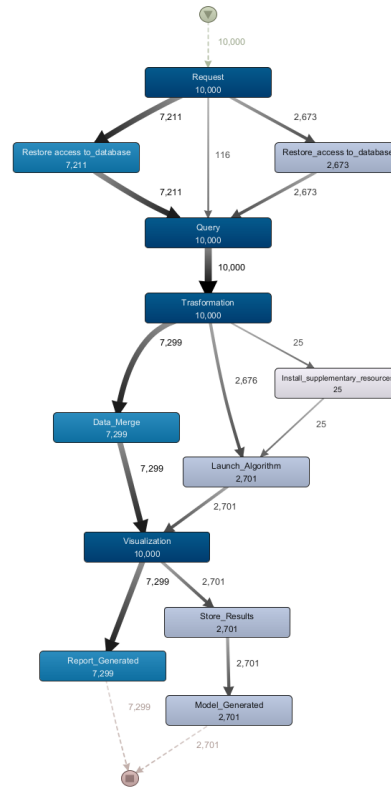 10,000
Request
10,000
7,211
2,673
116
Restore access to_database
7,211
Restore_access to_database
2,673
7,211
2,673
Query
10,000
10,000
Trasformation
10,000
7,299
25
2,676
Install_supplementary_resources
25
Data_Merge
7,299
25
7,299
Launch_Algorithm
2,701
2,701
Visualization
10,000
7,299
2,701
Store_Results
2,701
Report_Generated
7,299
2,701
Model_Generated
2,701
7,299
2,701